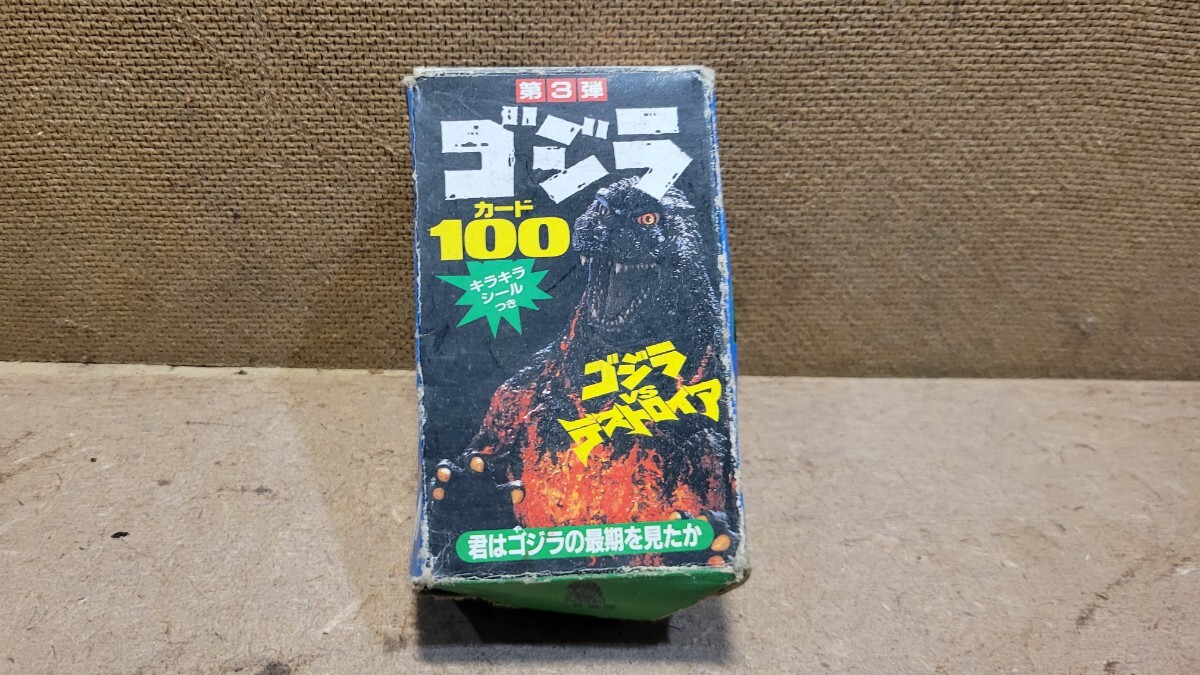 第3弾
ゴジラ
カード
100
キラキラ
シール
つき
ゴジラ
VS
デストロイア
君はゴジラの最期を見たか